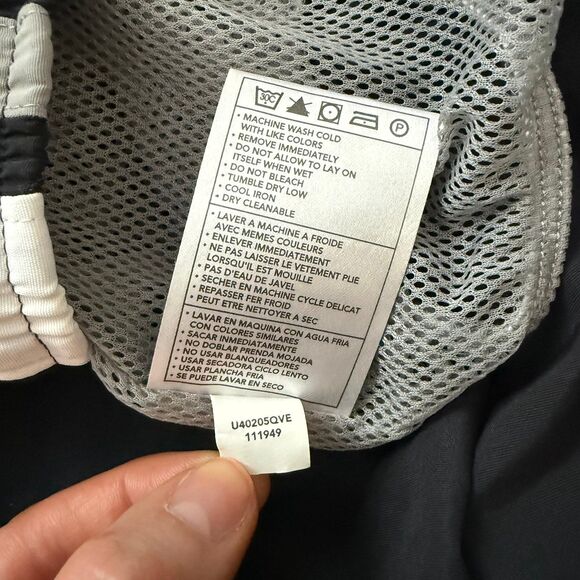 30C P
• MACHINE WASH COLD
WITH LIKE COLORS
• REMOVE IMMEDIATELY
• DO NOT ALLOW TO LAY ON
ITSELF WHEN WET
• DO NOT BLEACH
• TUMBLE DRY LOW
• COOL IRON
• DRY CLEANABLE
• LAVER A MACHINE A FROIDE
AVEC MEMES COULEURS
• ENLEVER IMMEDIATEMENT
• NE PAS LAISSER LE VETEMENT PLIE
LORSQU'IL EST MOUILLE
• PAS D'EAU DE JAVEL
• SECHER EN MACHINE CYCLE DELICAT
• REPASSER FER FROID
• PEUT ÊTRE NETTOYER A SEC
• LAVAR EN MAQUINA CON AGUA FRIA
CON COLORES SIMILARES
• SACAR INMEDIATAMENTE
• NO DOBLAR PRENDA MOJADA
• NO USAR BLANQUEADORES
• USAR SECADORA CICLO LENTO
• USAR PLANCHA FRIA
• SE PUEDE LAVAR EN SECO
U40205QVE
111949